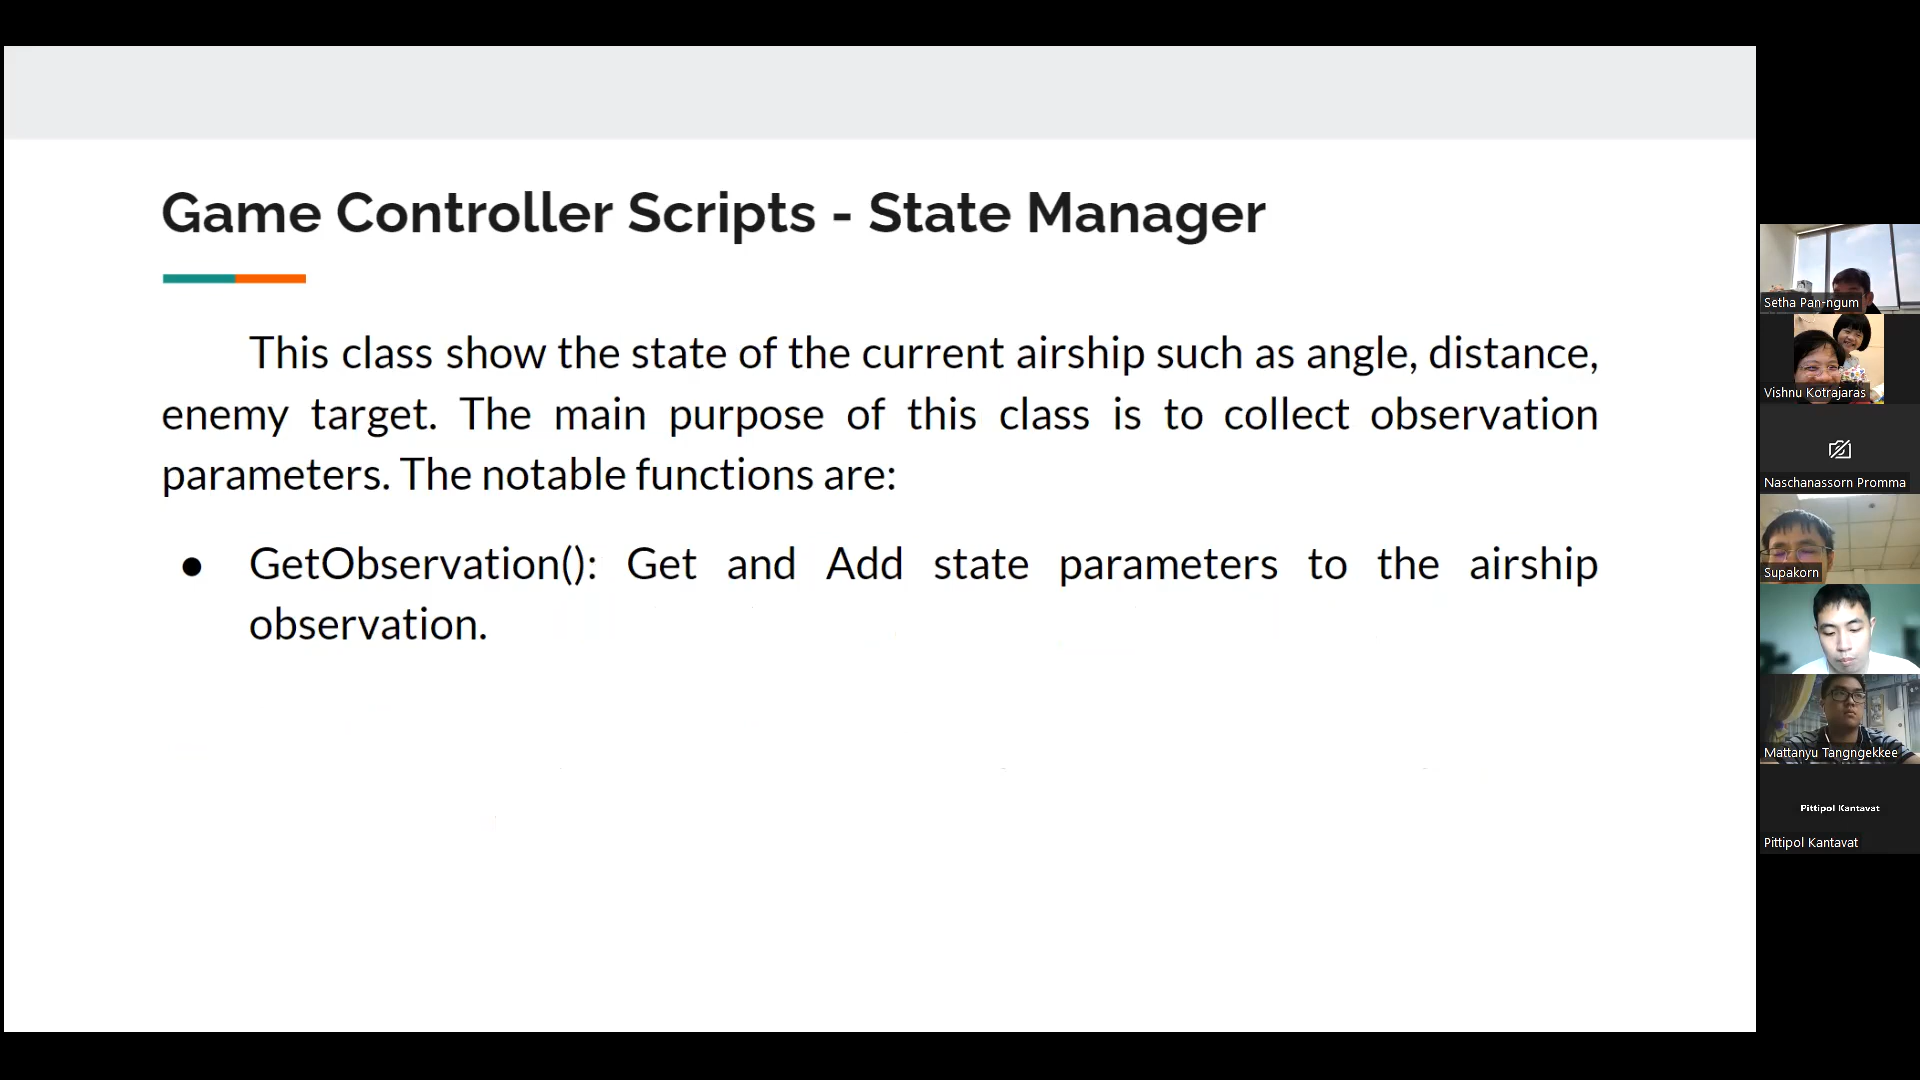 Game Controller Scripts - State Manager
This class show the state of the current airship such as angle, distance,
enemy target. The main purpose of this class is to collect observation
parameters. The notable functions are:
● GetObservation(): Get and Add state parameters to the airship
observation.
Setha Pan-ngum
Vishnu Kotrajaras
Naschanassorn Promma
Supakorn
Mattanyu Tangngekkee
Pittipol Kantavat
Pittipol Kantavat